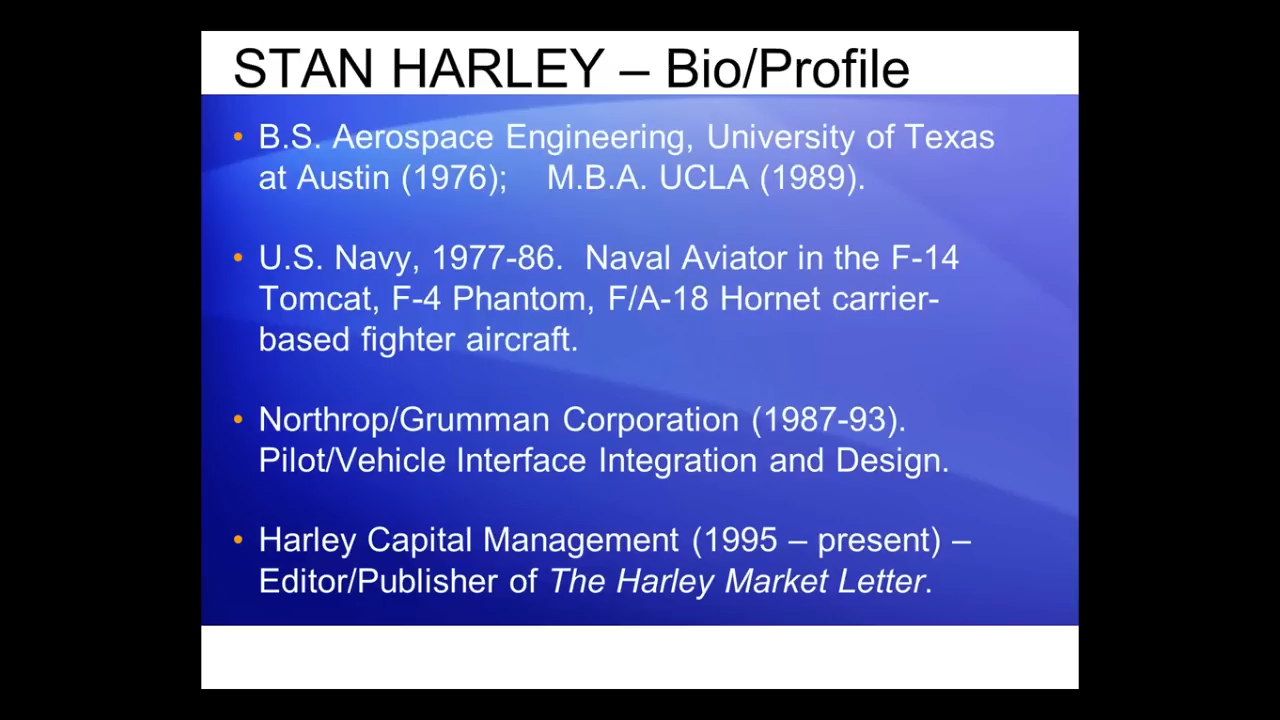 STAN HARLEY – Bio/Profile
• B.S. Aerospace Engineering, University of Texas
at Austin (1976);    M.B.A. UCLA (1989).
• U.S. Navy, 1977-86.  Naval Aviator in the F-14
Tomcat, F-4 Phantom, F/A-18 Hornet carrier-
based fighter aircraft.
• Northrop/Grumman Corporation (1987-93).
Pilot/Vehicle Interface Integration and Design.
• Harley Capital Management (1995 – present) –
Editor/Publisher of The Harley Market Letter.